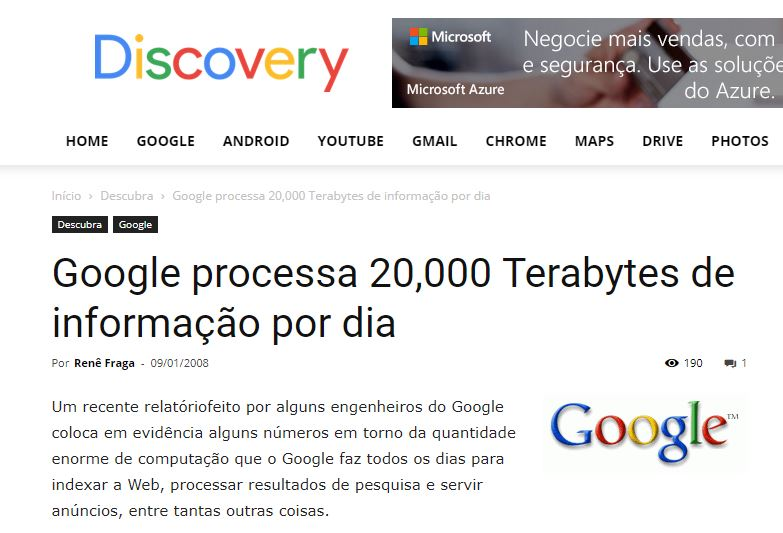 Discovery
Microsoft
Microsoft Azure
Negocie mais vendas, com
e segurança. Use as soluçõe
do Azure.
HOME GOOGLE ANDROID YOUTUBE GMAIL CHROME MAPS DRIVE PHOTOS
Início › Descubra › Google processa 20,000 Terabytes de informação por dia
Descubra Google
Google processa 20,000 Terabytes de
informação por dia
Por Renê Fraga - 09/01/2008 190 1
Um recente relatóriofeito por alguns engenheiros do Google
coloca em evidência alguns números em torno da quantidade
enorme de computação que o Google faz todos os dias para
indexar a Web, processar resultados de pesquisa e servir
anúncios, entre tantas outras coisas.
Google™